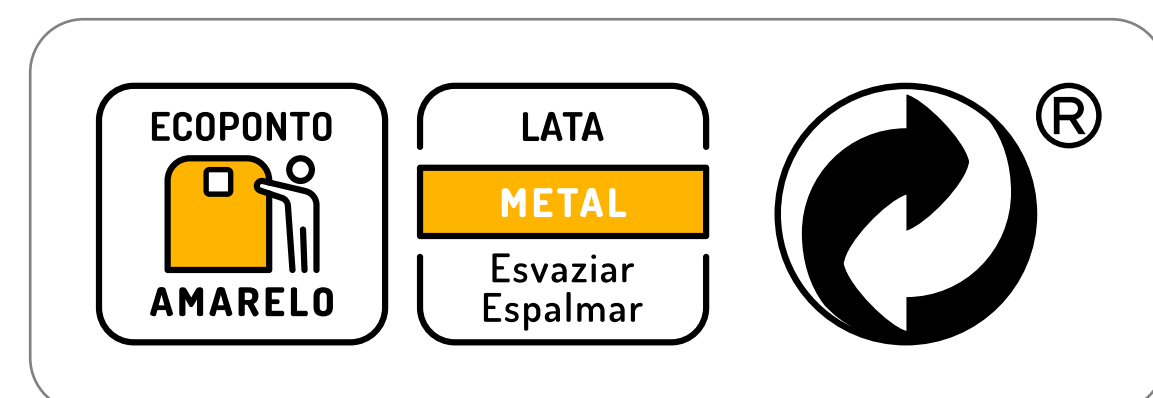 ECOPONTO
AMARELO
LATA
METAL
Esvaziar
Espalmar
®